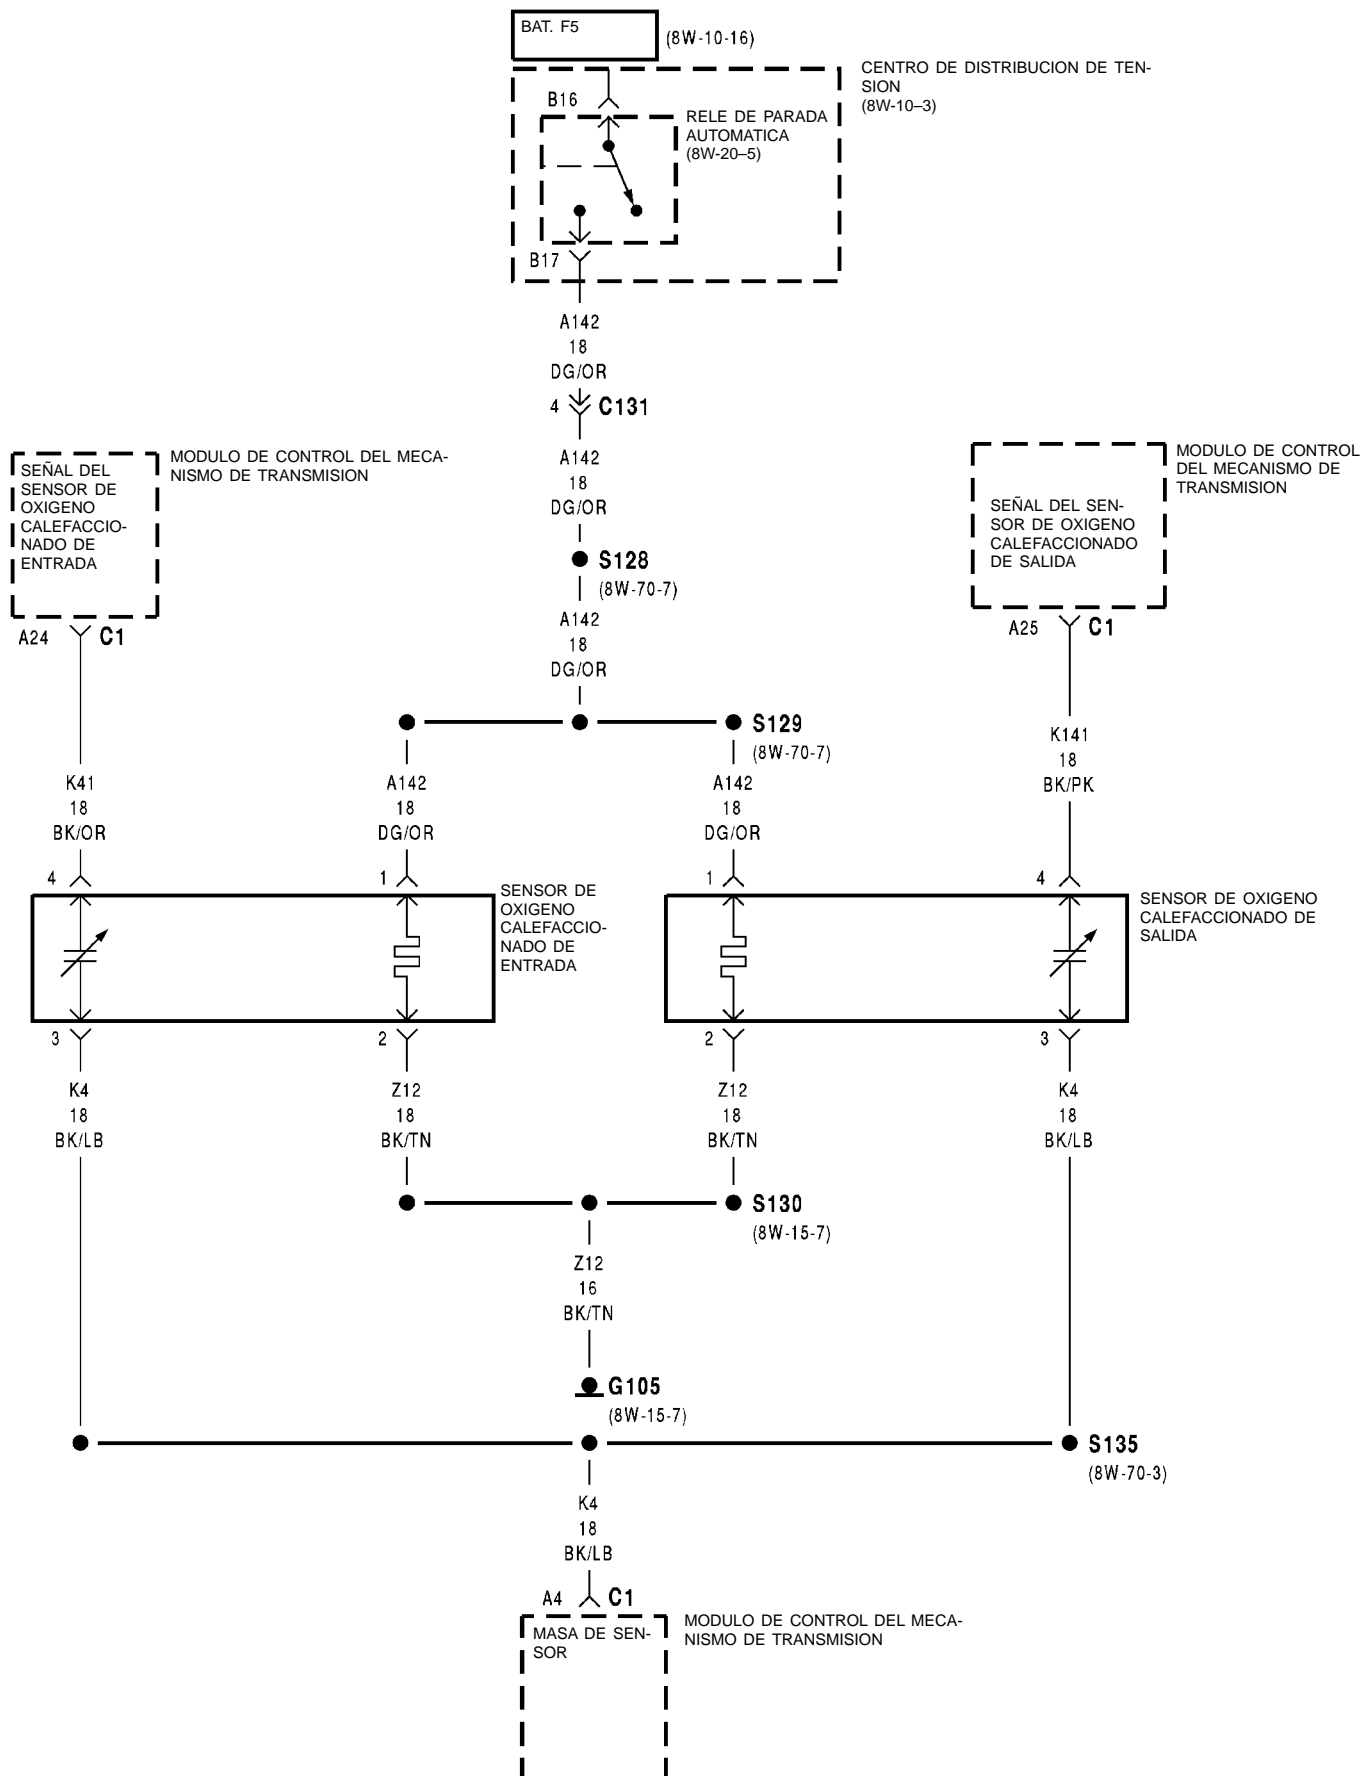 BAT. F5
(8W-10-16)
CENTRO DE DISTRIBUCION DE TEN-
SION
(8W-10–3)
B16
RELE DE PARADA
AUTOMATICA
(8W-20–5)
B17
A142
18
DG/OR
4
C131
A142
18
DG/OR
S128
(8W-70-7)
A142
18
DG/OR
S129
(8W-70-7)
SEÑAL DEL
SENSOR DE
OXIGENO
CALEFACCIO-
NADO DE
ENTRADA
MODULO DE CONTROL DEL MECA-
NISMO DE TRANSMISION
A24
C1
SEÑAL DEL SEN-
SOR DE OXIGENO
CALEFACCIONADO
DE SALIDA
MODULO DE CONTROL
DEL MECANISMO DE
TRANSMISION
A25
C1
K41
18
BK/OR
A142
18
DG/OR
A142
18
DG/OR
K141
18
BK/PK
4
1
1
4
SENSOR DE
OXIGENO
CALEFACCIO-
NADO DE
ENTRADA
SENSOR DE OXIGENO
CALEFACCIONADO DE
SALIDA
3
2
2
3
K4
18
BK/LB
Z12
18
BK/TN
Z12
18
BK/TN
K4
18
BK/LB
S130
(8W-15-7)
Z12
16
BK/TN
G105
(8W-15-7)
S135
(8W-70-3)
K4
18
BK/LB
A4
C1
MASA DE SEN-
SOR
MODULO DE CONTROL DEL MECA-
NISMO DE TRANSMISION